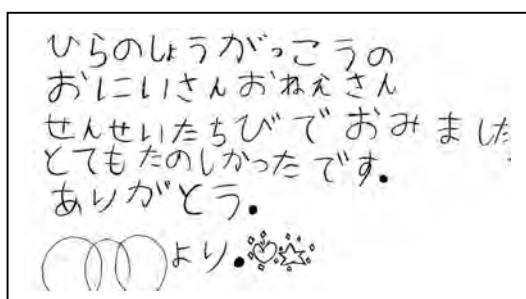 ひらのしょうがっこうの
おにいさんおねえさん
せんせいたちびでおみました
とてもたのしかったです.
ありがとう.
より.